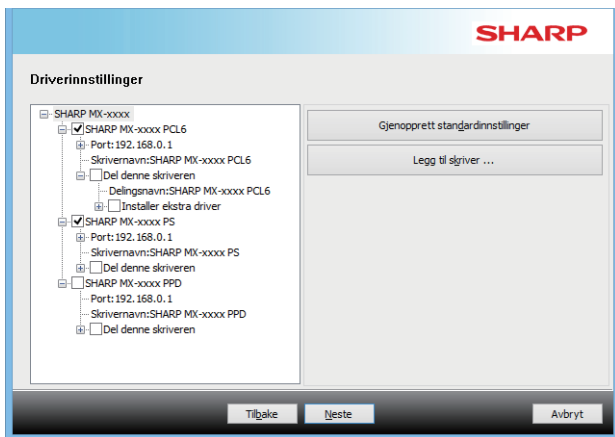 SHARP
Driverinnstillinger
SHARP MX-xxxx
SHARP MX-xxxx PCL6
Port:192.168.0.1
Skrivernavn:SHARP MX-xxxx PCL6
Del denne skriveren
Delingsnavn:SHARP MX-xxxx PCL6
Installer ekstra driver
SHARP MX-xxxx PS
Port:192.168.0.1
Skrivernavn:SHARP MX-xxxx PS
Del denne skriveren
SHARP MX-xxxx PPD
Port:192.168.0.1
Skrivernavn:SHARP MX-xxxx PPD
Del denne skriveren
Gjenopprett standardinnstillinger
Legg til skriver ...
Tilbake Neste Avbryt